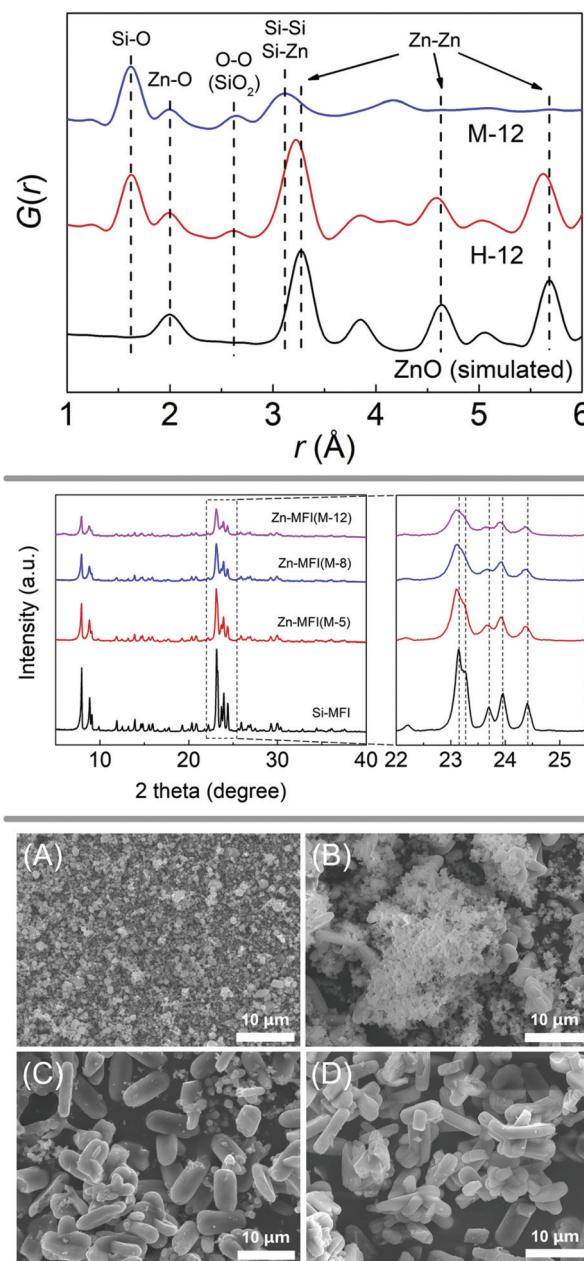 Si-O
Zn-O
O-O
(SiO₂)
Si-Si
Si-Zn
Zn-Zn
M-12
H-12
ZnO (simulated)
G(r)
1 2 3 4 5 6
r (Å)
Zn-MFI(M-12)
Zn-MFI(M-8)
Zn-MFI(M-5)
Si-MFI
Intensity (a.u.)
10 20 30 40
22 23 24 25
2 theta (degree)
(A)
10 μm
(B)
10 μm
(C)
10 μm
(D)
10 μm